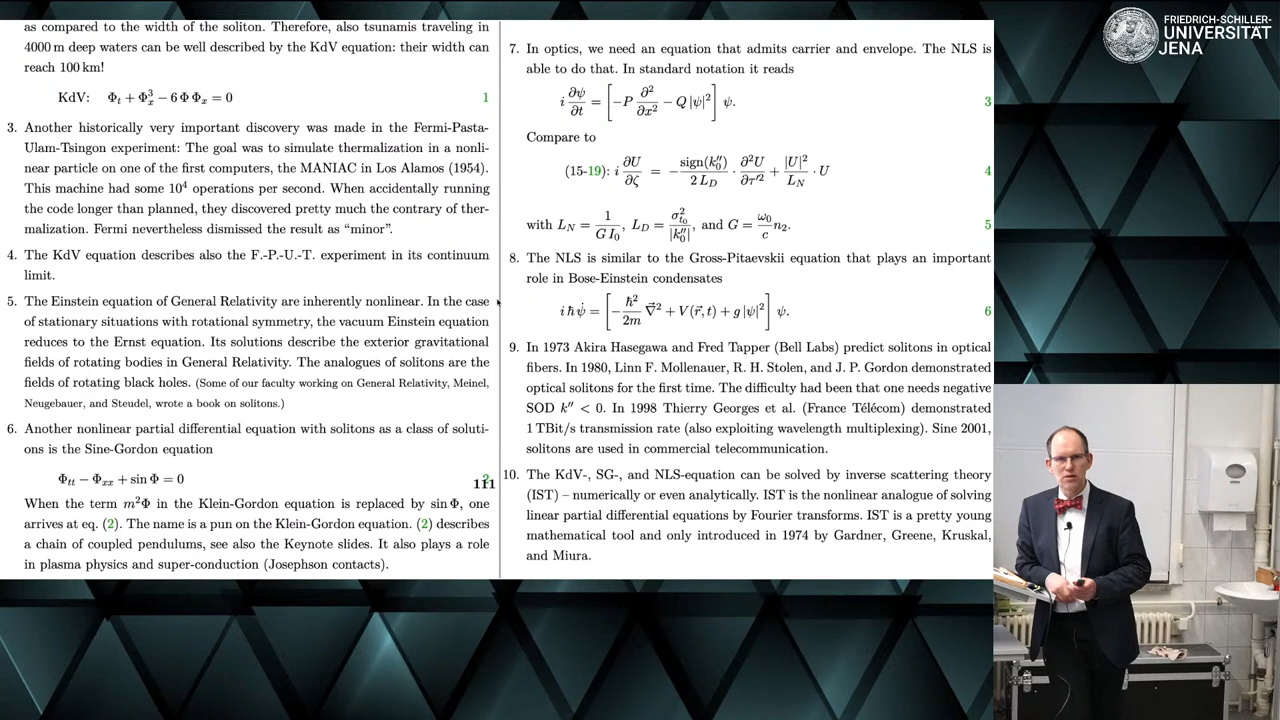 as compared to the width of the soliton. Therefore, also tsunamis traveling in
4000 m deep waters can be well described by the KdV equation: their width can
reach 100 km!
KdV: Φ_t + Φ_x^3 − 6 Φ Φ_x = 0 1
3. Another historically very important discovery was made in the Fermi-Pasta-
Ulam-Tsingon experiment: The goal was to simulate thermalization in a nonli-
near particle on one of the first computers, the MANIAC in Los Alamos (1954).
This machine had some 10^4 operations per second. When accidentally running
the code longer than planned, they discovered pretty much the contrary of ther-
malization. Fermi nevertheless dismissed the result as “minor”.
4. The KdV equation describes also the F.-P.-U.-T. experiment in its continuum
limit.
5. The Einstein equation of General Relativity are inherently nonlinear. In the case
of stationary situations with rotational symmetry, the vacuum Einstein equation
reduces to the Ernst equation. Its solutions describe the exterior gravitational
fields of rotating bodies in General Relativity. The analogues of solitons are the
fields of rotating black holes. (Some of our faculty working on General Relativity, Meinel,
Neugebauer, and Steudel, wrote a book on solitons.)
6. Another nonlinear partial differential equation with solitons as a class of soluti-
ons is the Sine-Gordon equation
Φ_tt − Φ_xx + sin Φ = 0 2
111
When the term m^2Φ in the Klein-Gordon equation is replaced by sin Φ, one
arrives at eq. (2). The name is a pun on the Klein-Gordon equation. (2) describes
a chain of coupled pendulums, see also the Keynote slides. It also plays a role
in plasma physics and super-conduction (Josephson contacts).
7. In optics, we need an equation that admits carrier and envelope. The NLS is
able to do that. In standard notation it reads
i ∂ψ/∂t = [−P ∂^2/∂x^2 − Q |ψ|^2] ψ. 3
Compare to
(15-19): i ∂U/∂ζ = − sign(k_0″)/(2 L_D) · ∂^2U/∂τ′^2 + |U|^2/L_N · U 4
with L_N = 1/(G I_0), L_D = σ_{t_0}^2/|k_0″|, and G = ω_0/c n_2. 5
8. The NLS is similar to the Gross-Pitaevskii equation that plays an important
role in Bose-Einstein condensates
i ħ ψ̇ = [−ħ^2/2m ∇⃗^2 + V(r⃗, t) + g |ψ|^2] ψ. 6
9. In 1973 Akira Hasegawa and Fred Tapper (Bell Labs) predict solitons in optical
fibers. In 1980, Linn F. Mollenauer, R. H. Stolen, and J. P. Gordon demonstrated
optical solitons for the first time. The difficulty had been that one needs negative
SOD k″ < 0. In 1998 Thierry Georges et al. (France Télécom) demonstrated
1 TBit/s transmission rate (also exploiting wavelength multiplexing). Sine 2001,
solitons are used in commercial telecommunication.
10. The KdV-, SG-, and NLS-equation can be solved by inverse scattering theory
(IST) – numerically or even analytically. IST is the nonlinear analogue of solving
linear partial differential equations by Fourier transforms. IST is a pretty young
mathematical tool and only introduced in 1974 by Gardner, Greene, Kruskal,
and Miura.
FRIEDRICH-SCHILLER-
UNIVERSITÄT
JENA